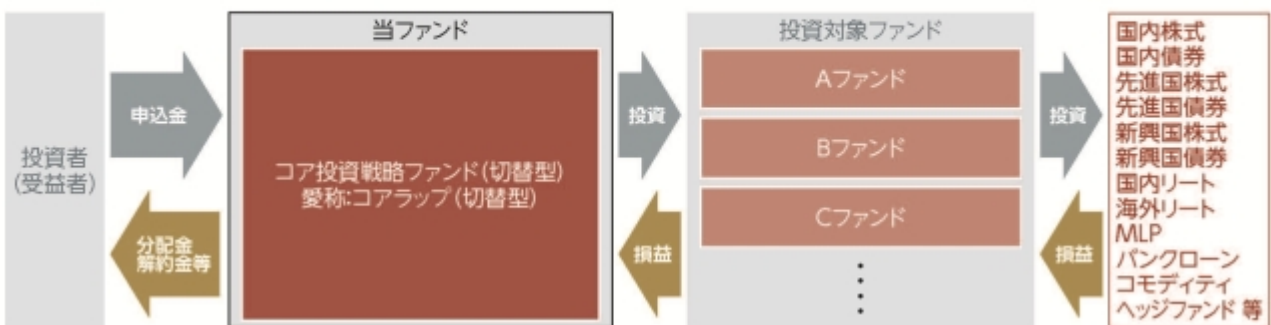 投資者
(受益者)
申込金
分配金
解約金等
当ファンド
コア投資戦略ファンド(切替型)
愛称:コアラップ(切替型)
投資
損益
投資対象ファンド
Aファンド
Bファンド
Cファンド
投資
損益
国内株式
国内債券
先進国株式
先進国債券
新興国株式
新興国債券
国内リート
海外リート
MLP
バンクローン
コモディティ
ヘッジファンド 等